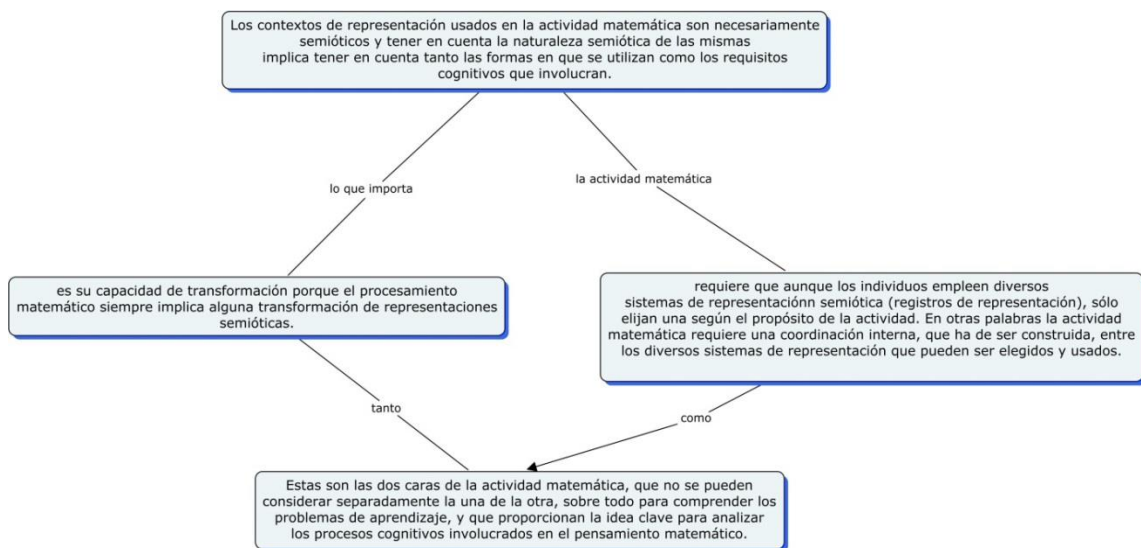 Los contextos de representación usados en la actividad matemática son necesariamente
semióticos y tener en cuenta la naturaleza semiótica de las mismas
implica tener en cuenta tanto las formas en que se utilizan como los requisitos
cognitivos que involucran.
lo que importa
la actividad matemática
es su capacidad de transformación porque el procesamiento
matemático siempre implica alguna transformación de representaciones
semióticas.
requiere que aunque los individuos empleen diversos
sistemas de representaciónn semiótica (registros de representación), sólo
elijan una según el propósito de la actividad. En otras palabras la actividad
matemática requiere una coordinación interna, que ha de ser construida, entre
los diversos sistemas de representación que pueden ser elegidos y usados.
tanto
como
Estas son las dos caras de la actividad matemática, que no se pueden
considerar separadamente la una de la otra, sobre todo para comprender los
problemas de aprendizaje, y que proporcionan la idea clave para analizar
los procesos cognitivos involucrados en el pensamiento matemático.